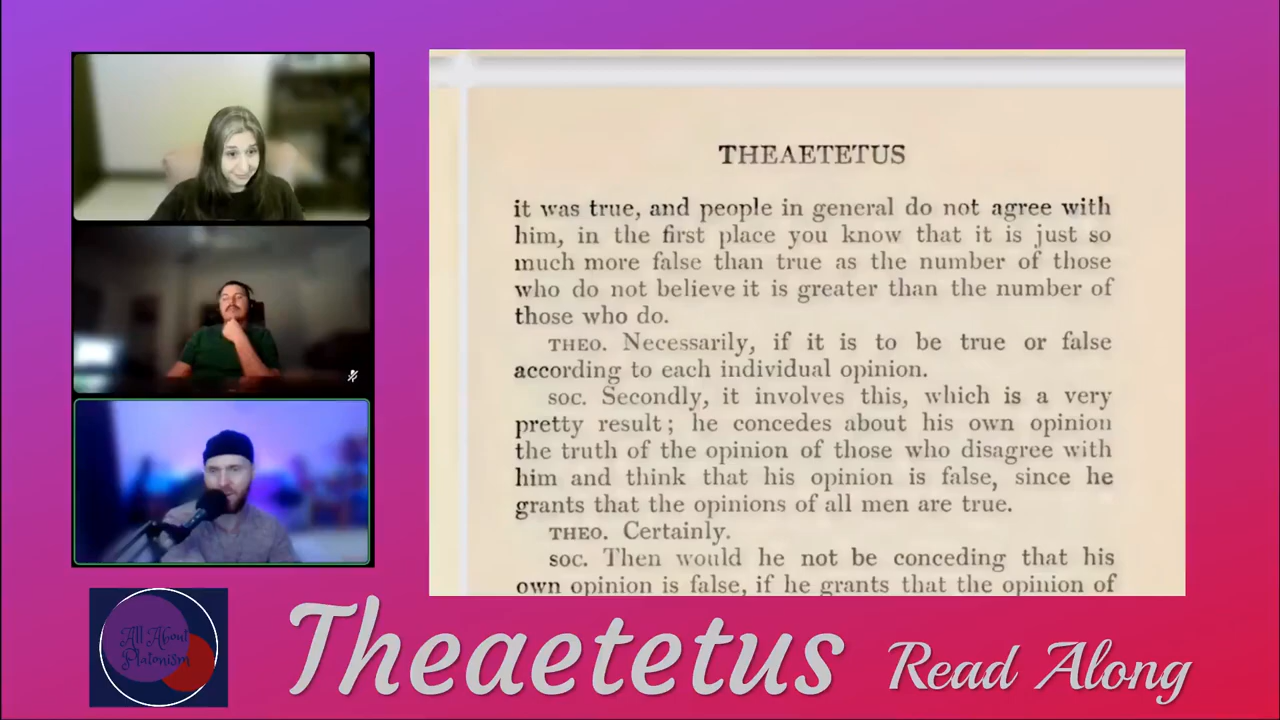 THEAETETUS
it was true, and people in general do not agree with
him, in the first place you know that it is just so
much more false than true as the number of those
who do not believe it is greater than the number of
those who do.
THEO. Necessarily, if it is to be true or false
according to each individual opinion.
SOC. Secondly, it involves this, which is a very
pretty result; he concedes about his own opinion
the truth of the opinion of those who disagree with
him and think that his opinion is false, since he
grants that the opinions of all men are true.
THEO. Certainly.
SOC. Then would he not be conceding that his
own opinion is false, if he grants that the opinion of
All About
Platonism
Theaetetus Read Along